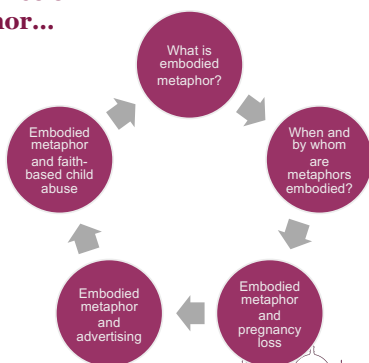 What is
embodied
metaphor?
When and
by whom
are
metaphors
embodied?
Embodied
metaphor
and
pregnancy
loss
Embodied
metaphor
and
advertising
Embodied
metaphor
and faith-
based child
abuse